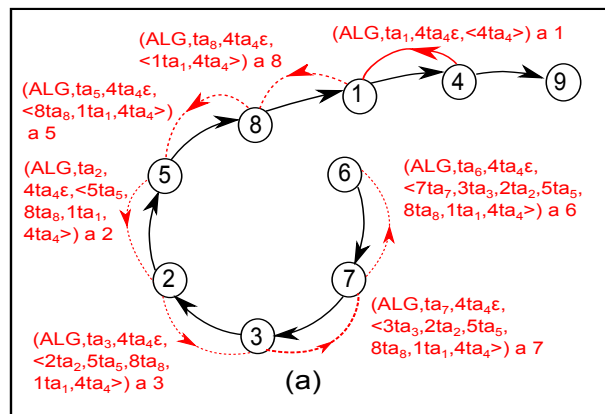 (ALG,ta₁,4ta₄ε,<4ta₄>) a 1
(ALG,ta₈,4ta₄ε,
<1ta₁,4ta₄>) a 8
(ALG,ta₅,4ta₄ε,
<8ta₈,1ta₁,4ta₄>)
a 5
(ALG,ta₂,
4ta₄ε,<5ta₅,
8ta₈,1ta₁,
4ta₄>) a 2
(ALG,ta₃,4ta₄ε,
<2ta₂,5ta₅,8ta₈,
1ta₁,4ta₄>) a 3
(ALG,ta₇,4ta₄ε,
<3ta₃,2ta₂,5ta₅,
8ta₈,1ta₁,4ta₄>) a 7
(ALG,ta₆,4ta₄ε,
<7ta₇,3ta₃,2ta₂,5ta₅,
8ta₈,1ta₁,4ta₄>) a 6
9
4
1
8
5
2
3
7
6
(a)